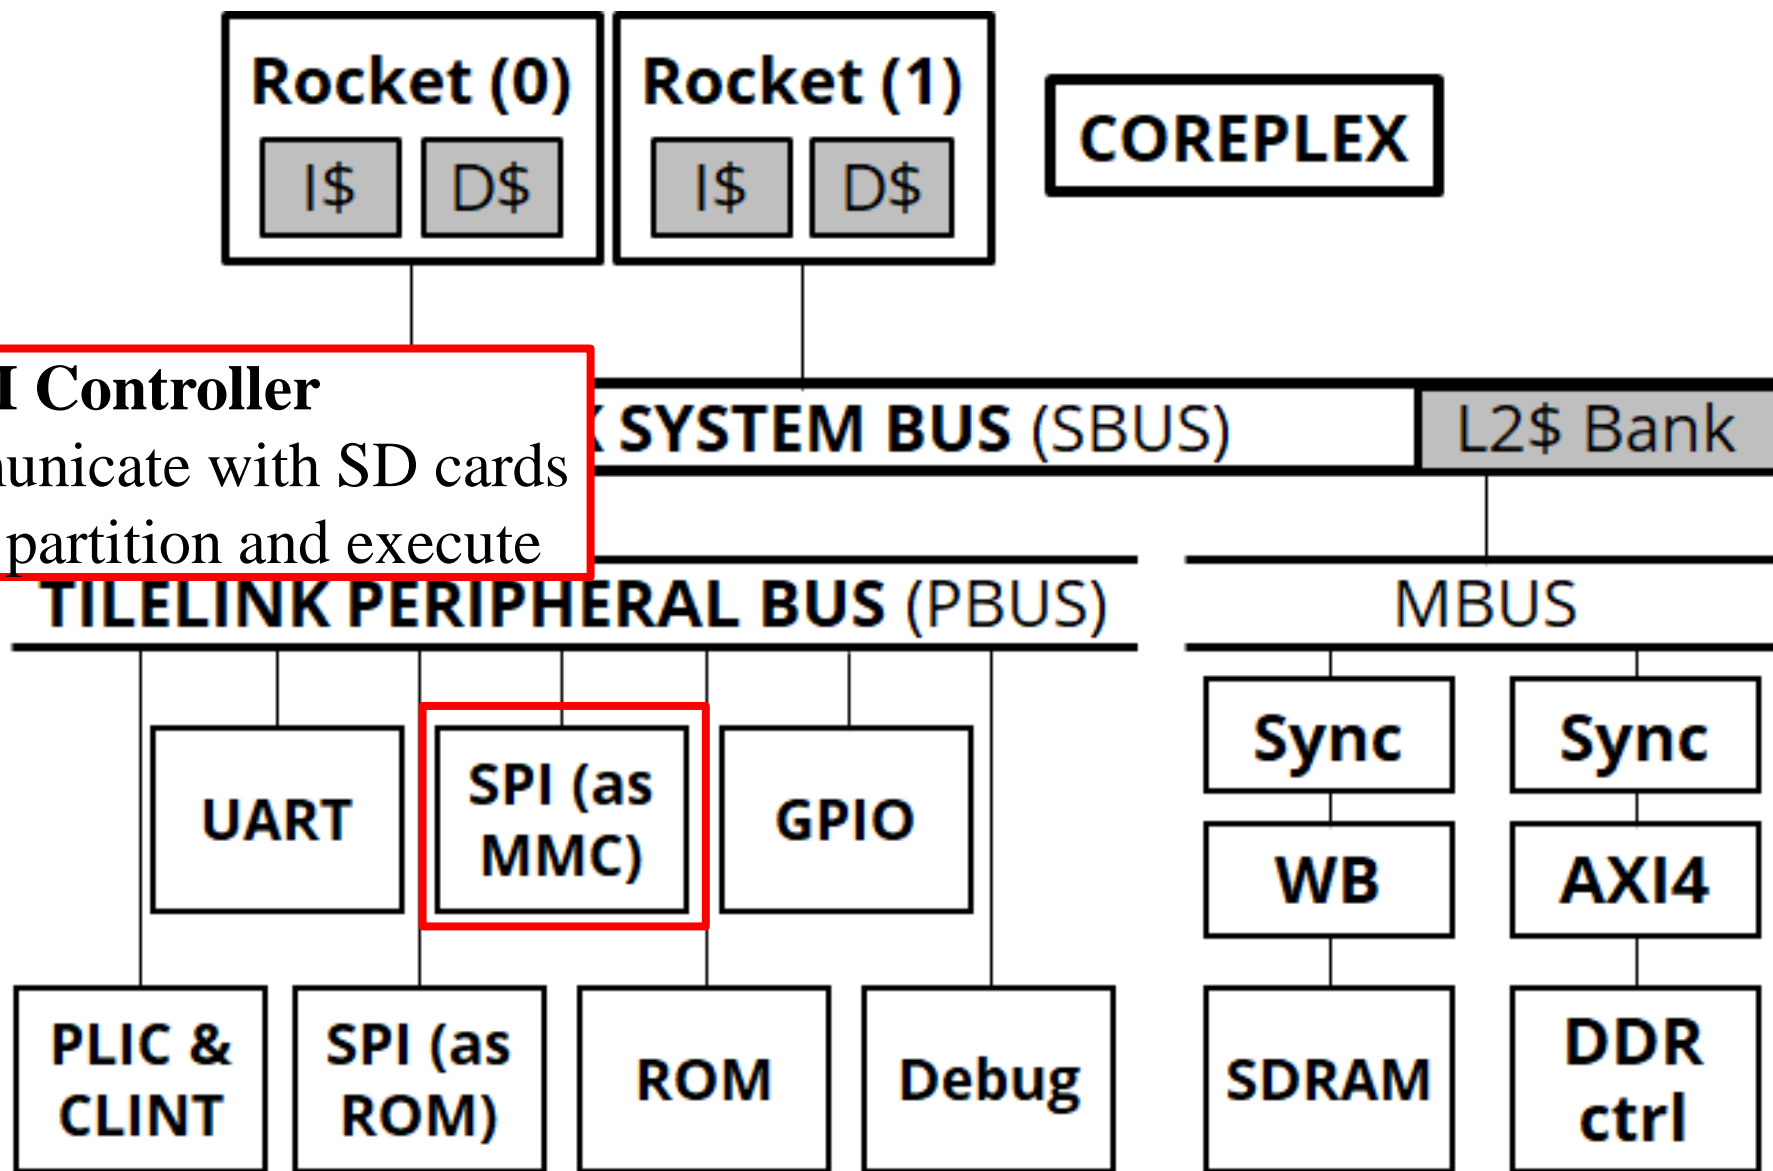 Rocket (0)
Rocket (1)
I$ D$
I$ D$
COREPLEX
I Controller
municate with SD cards
partition and execute
SYSTEM BUS (SBUS)
L2$ Bank
TILELINK PERIPHERAL BUS (PBUS)
MBUS
UART
SPI (as
MMC)
GPIO
PLIC &
CLINT
SPI (as
ROM)
ROM
Debug
Sync
WB
SDRAM
Sync
AXI4
DDR
ctrl